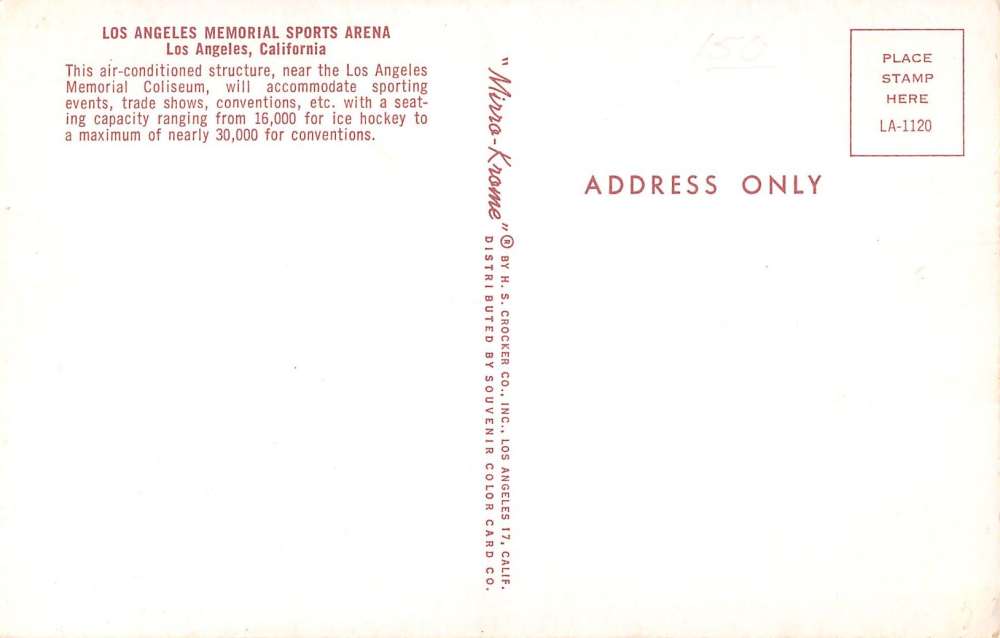 LOS ANGELES MEMORIAL SPORTS ARENA
Los Angeles, California
This air-conditioned structure, near the Los Angeles
Memorial Coliseum, will accommodate sporting
events, trade shows, conventions, etc. with a seat-
ing capacity ranging from 16,000 for ice hockey to
a maximum of nearly 30,000 for conventions.
"Mirro-Krome"® BY H. S. CROCKER CO., INC., LOS ANGELES 17, CALIF.
DISTRIBUTED BY SOUVENIR COLOR CARD CO.
150
PLACE
STAMP
HERE
LA-1120
ADDRESS ONLY